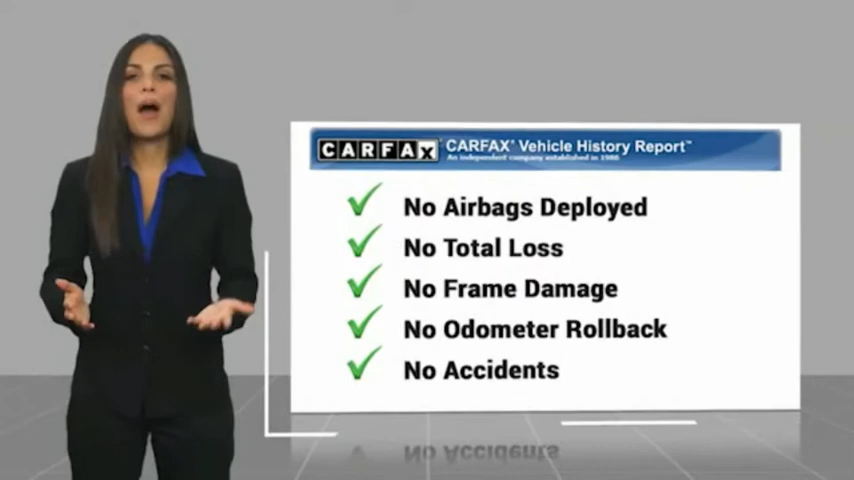 CARFAX CARFAX® Vehicle History Report™
An independent company established in 1986
No Airbags Deployed
No Total Loss
No Frame Damage
No Odometer Rollback
No Accidents
No Accidents